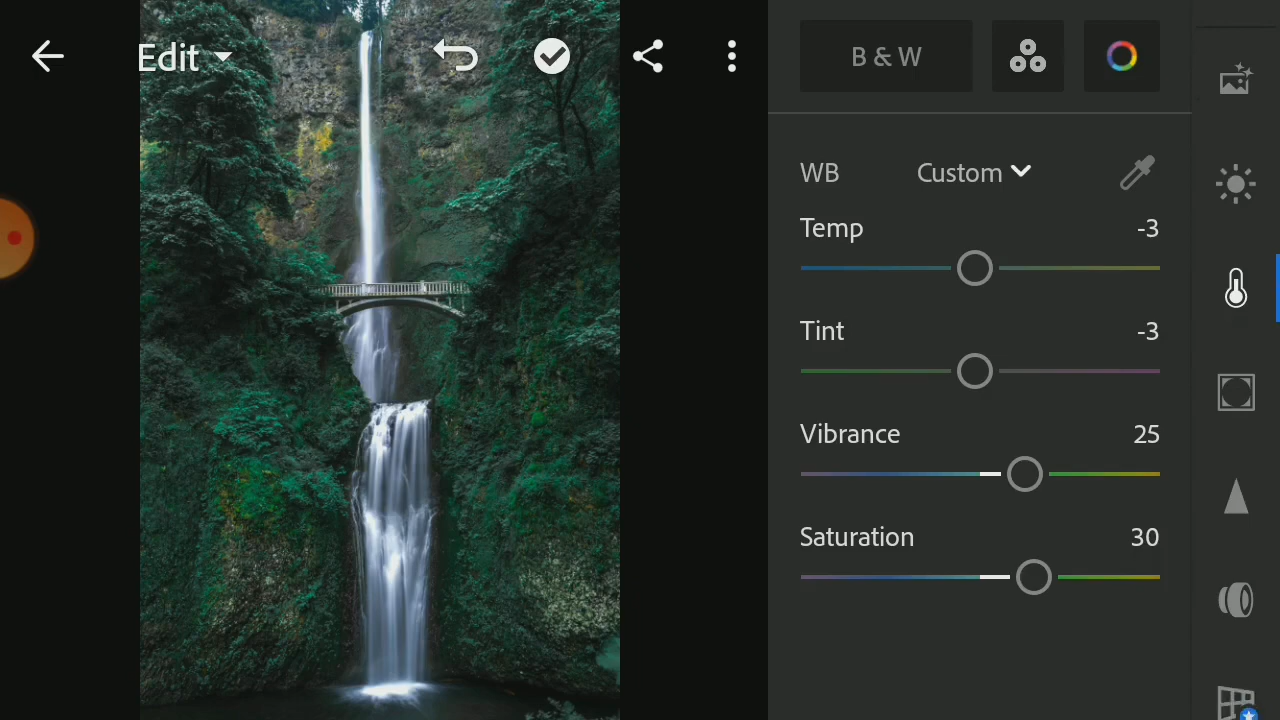 Edit
B & W
WB Custom
Temp -3
Tint -3
Vibrance 25
Saturation 30